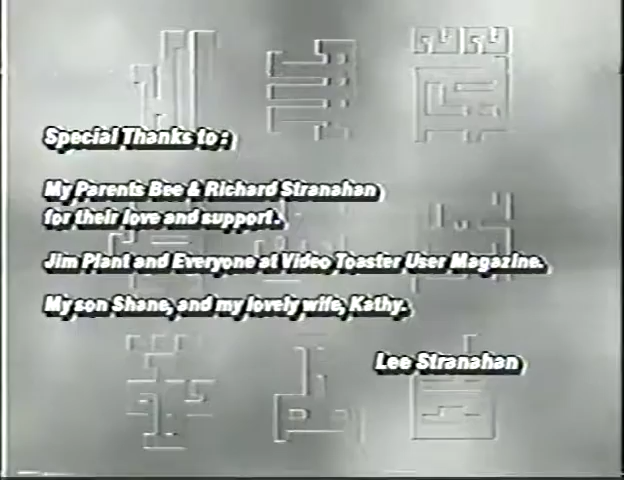 Special Thanks to:
My Parents Bee & Richard Stranahan
for their love and support.
Jim Plant and Everyone at Video Toaster User Magazine.
My son Shane, and my lovely wife, Kathy.
Lee Stranahan